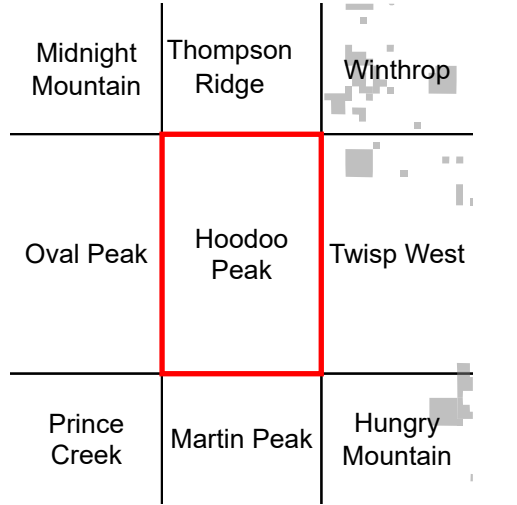 Midnight
Mountain
Thompson
Ridge
Winthrop
Oval Peak
Hoodoo
Peak
Twisp West
Prince
Creek
Martin Peak
Hungry
Mountain